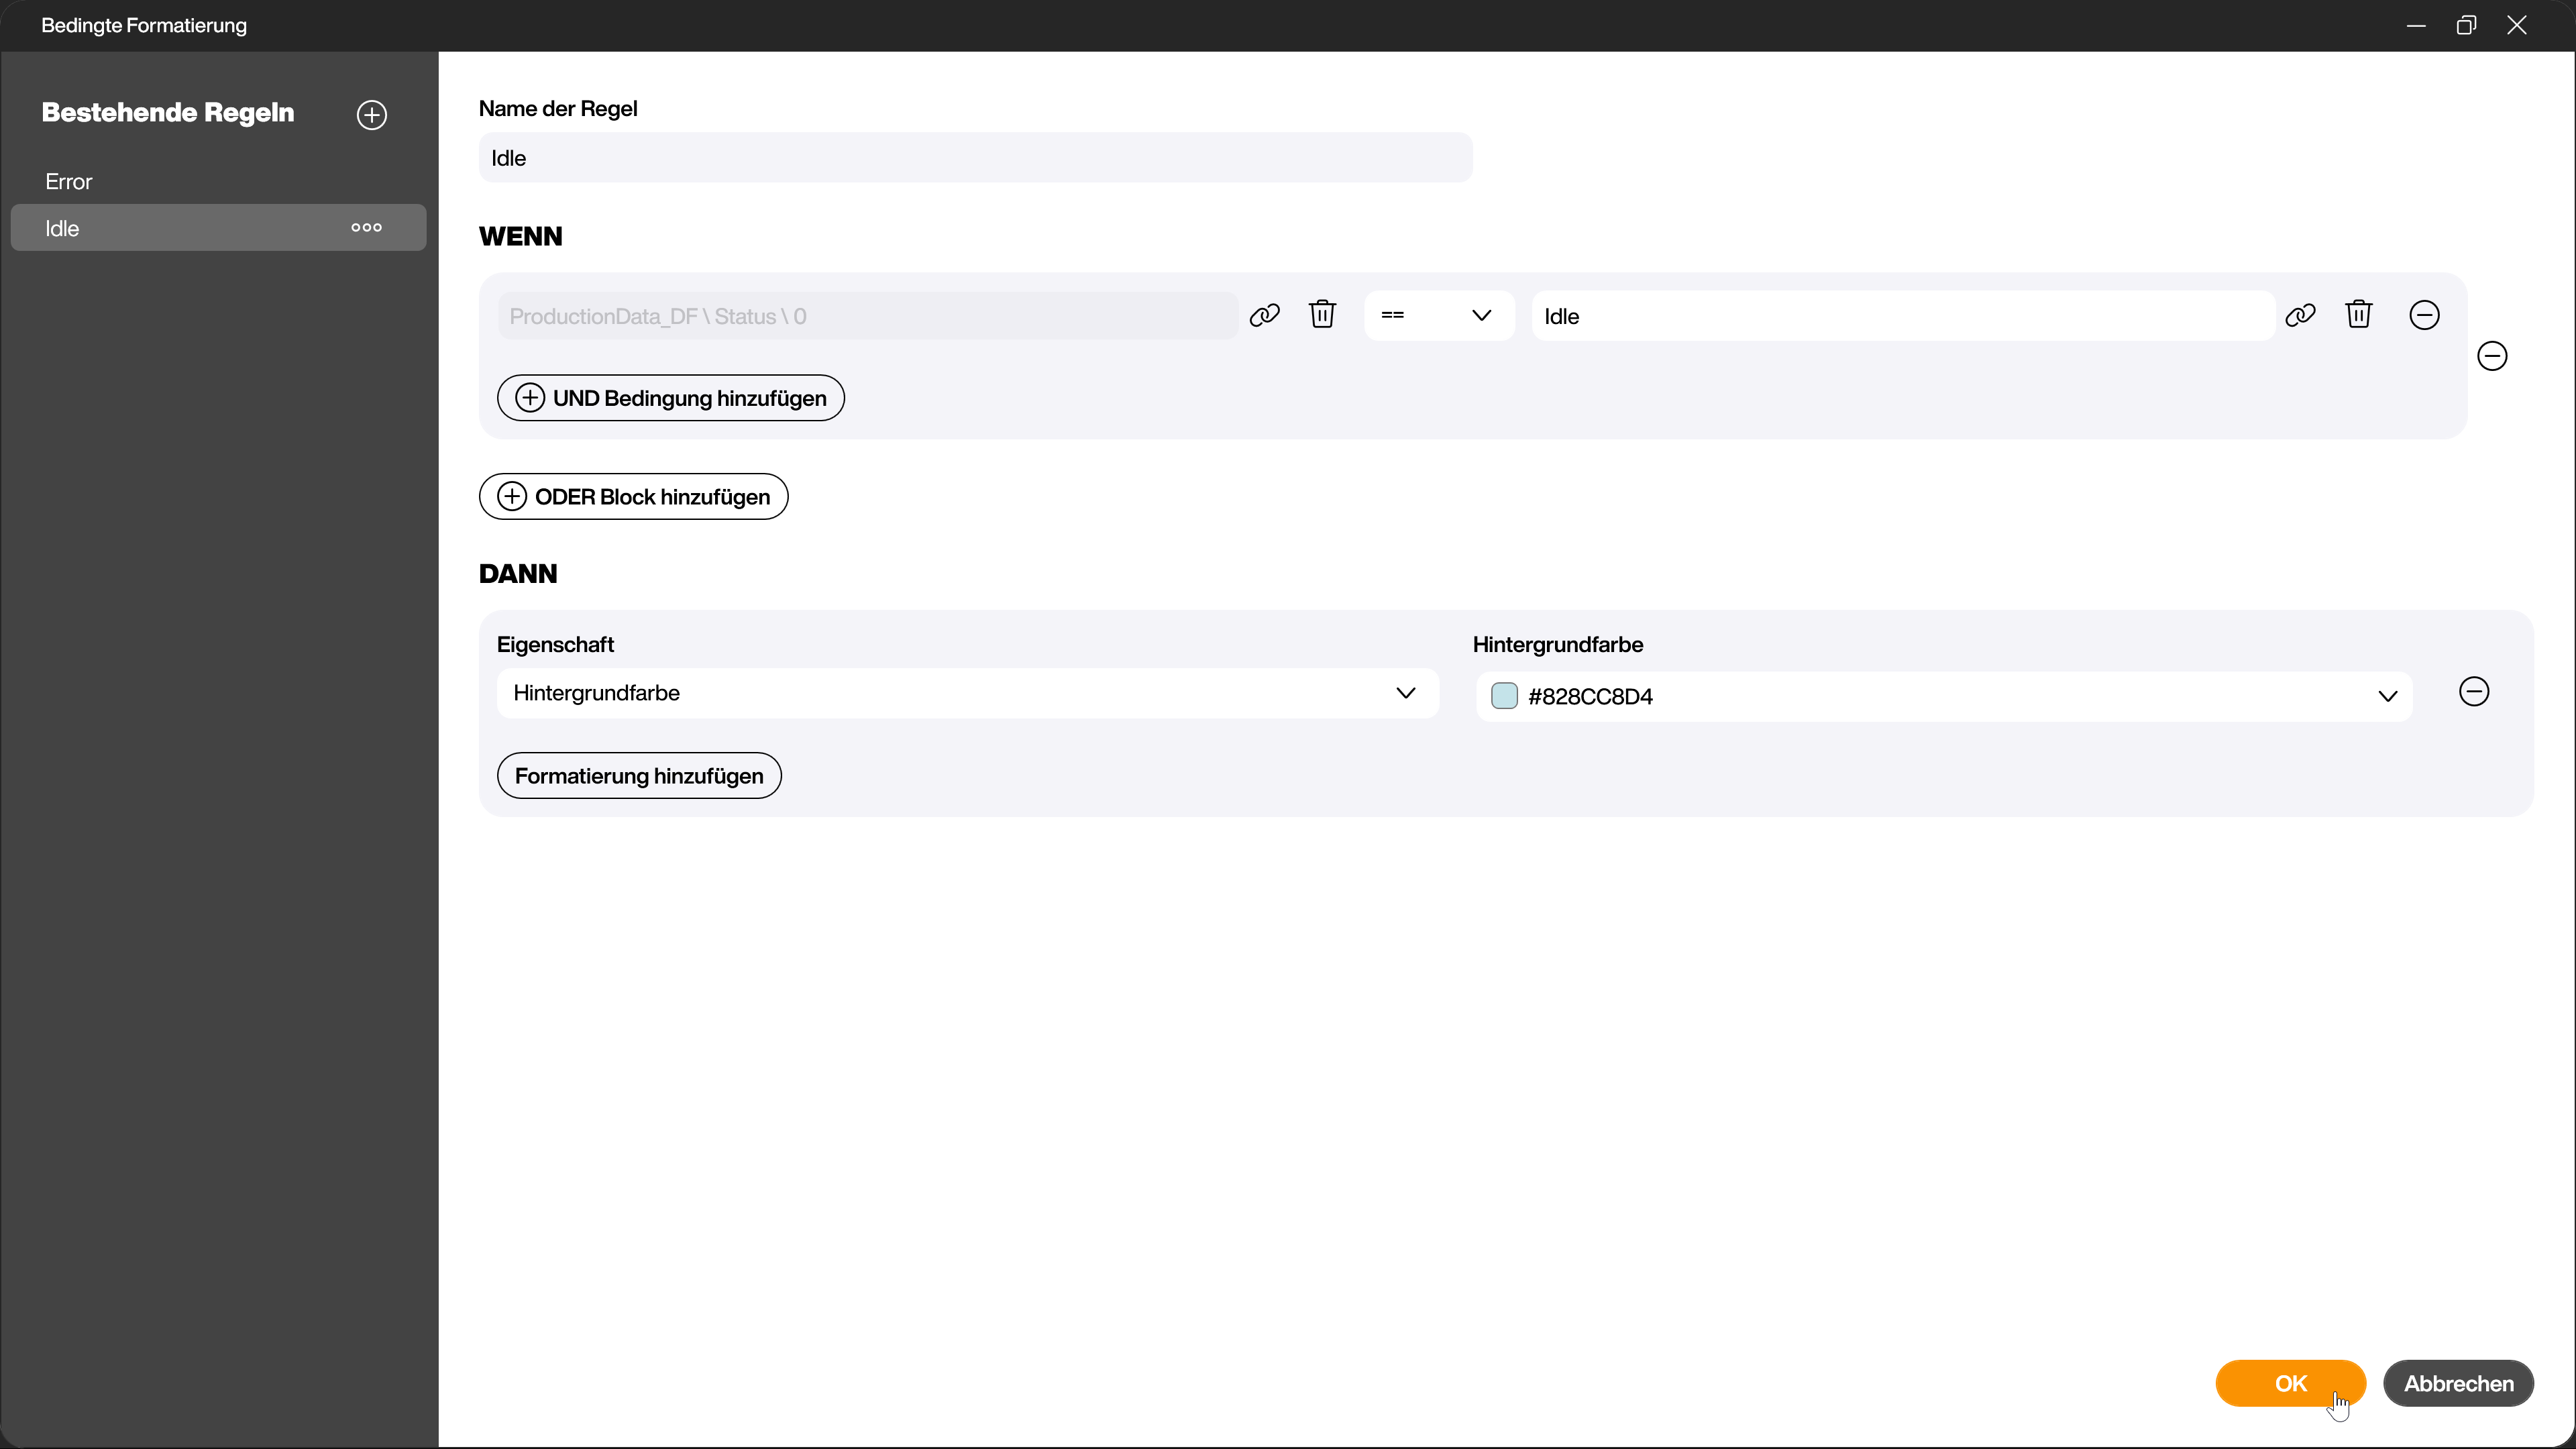 Bedingte Formatierung
Bestehende Regeln
Error
Idle
Name der Regel
Idle
WENN
ProductionData_DF \ Status \ 0
==
Idle
UND Bedingung hinzufügen
ODER Block hinzufügen
DANN
Eigenschaft
Hintergrundfarbe
Hintergrundfarbe
#828CC8D4
Formatierung hinzufügen
OK
Abbrechen